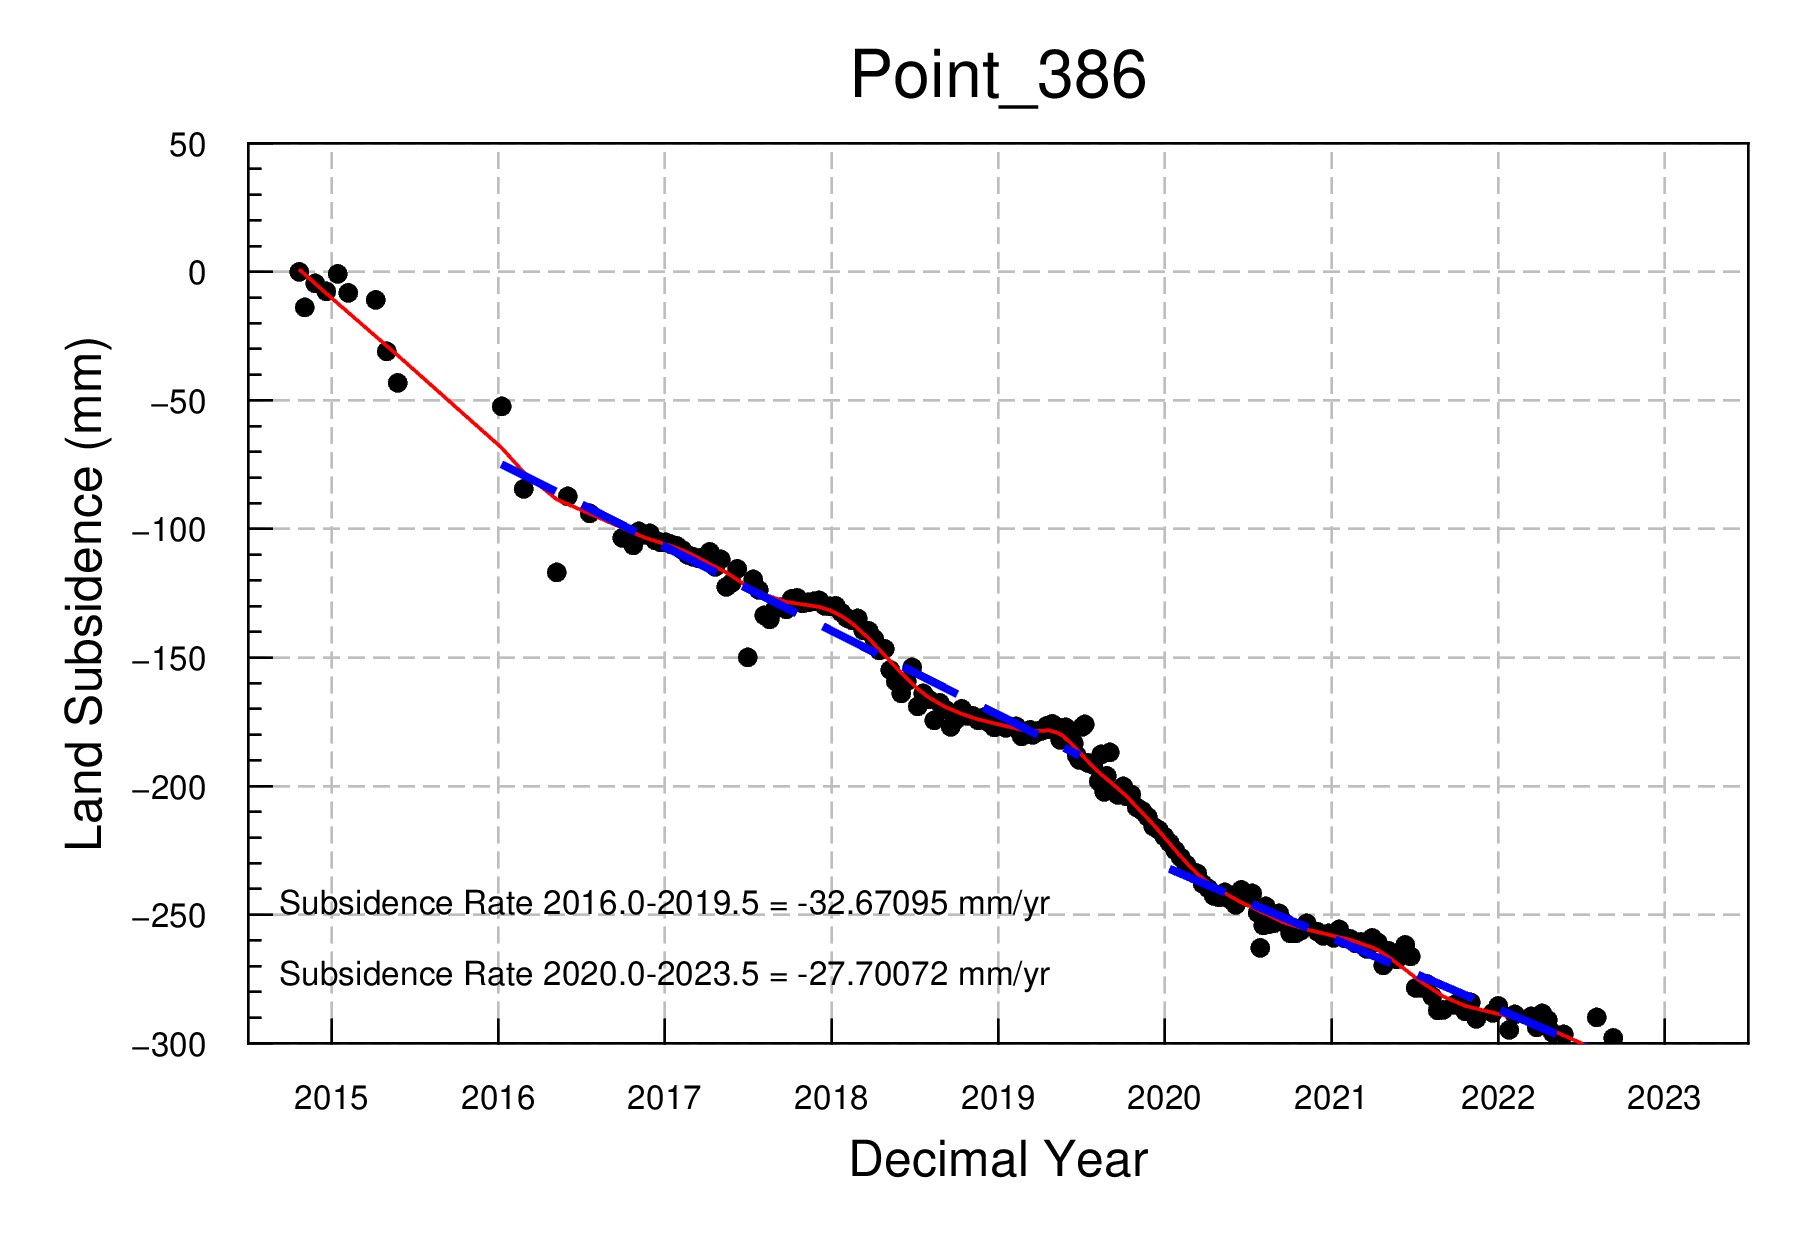 Point_386
50
0
−50
−100
−150
−200
−250
−300
Land Subsidence (mm)
Subsidence Rate 2016.0-2019.5 = -32.67095 mm/yr
Subsidence Rate 2020.0-2023.5 = -27.70072 mm/yr
2015 2016 2017 2018 2019 2020 2021 2022 2023
Decimal Year